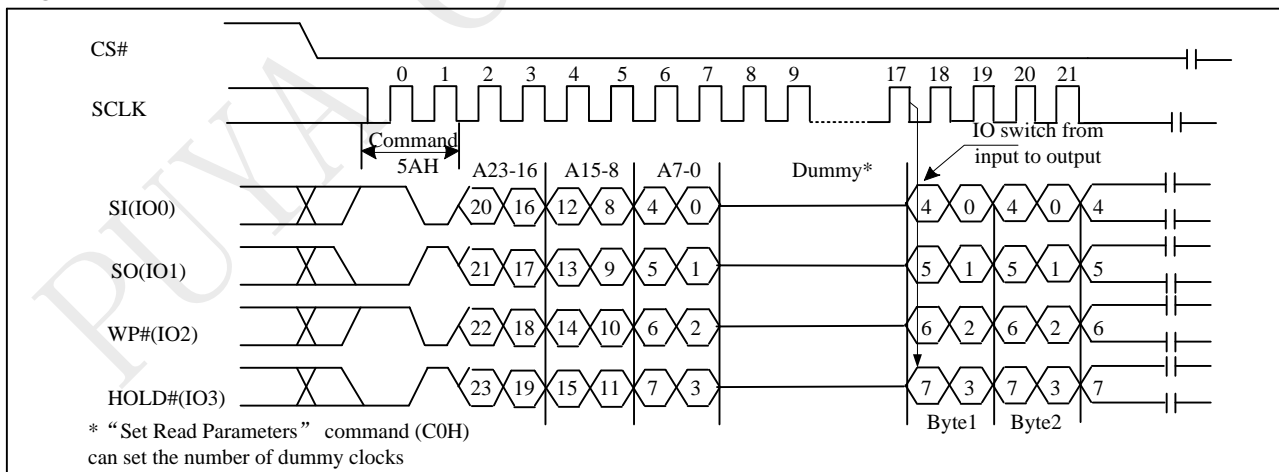 PUYA
CS#
0 1 2 3 4 5 6 7 8 9 17 18 19 20 21
SCLK
IO switch from
input to output
Command
5AH
A23-16 A15-8 A7-0 Dummy*
SI(IO0) 20 16 12 8 4 0 4 0 4 0 4
SO(IO1) 21 17 13 9 5 1 5 1 5 1 5
WP#(IO2) 22 18 14 10 6 2 6 2 6 2 6
HOLD#(IO3) 23 19 15 11 7 3 7 3 7 3 7
Byte1 Byte2
* “Set Read Parameters” command (C0H)
can set the number of dummy clocks